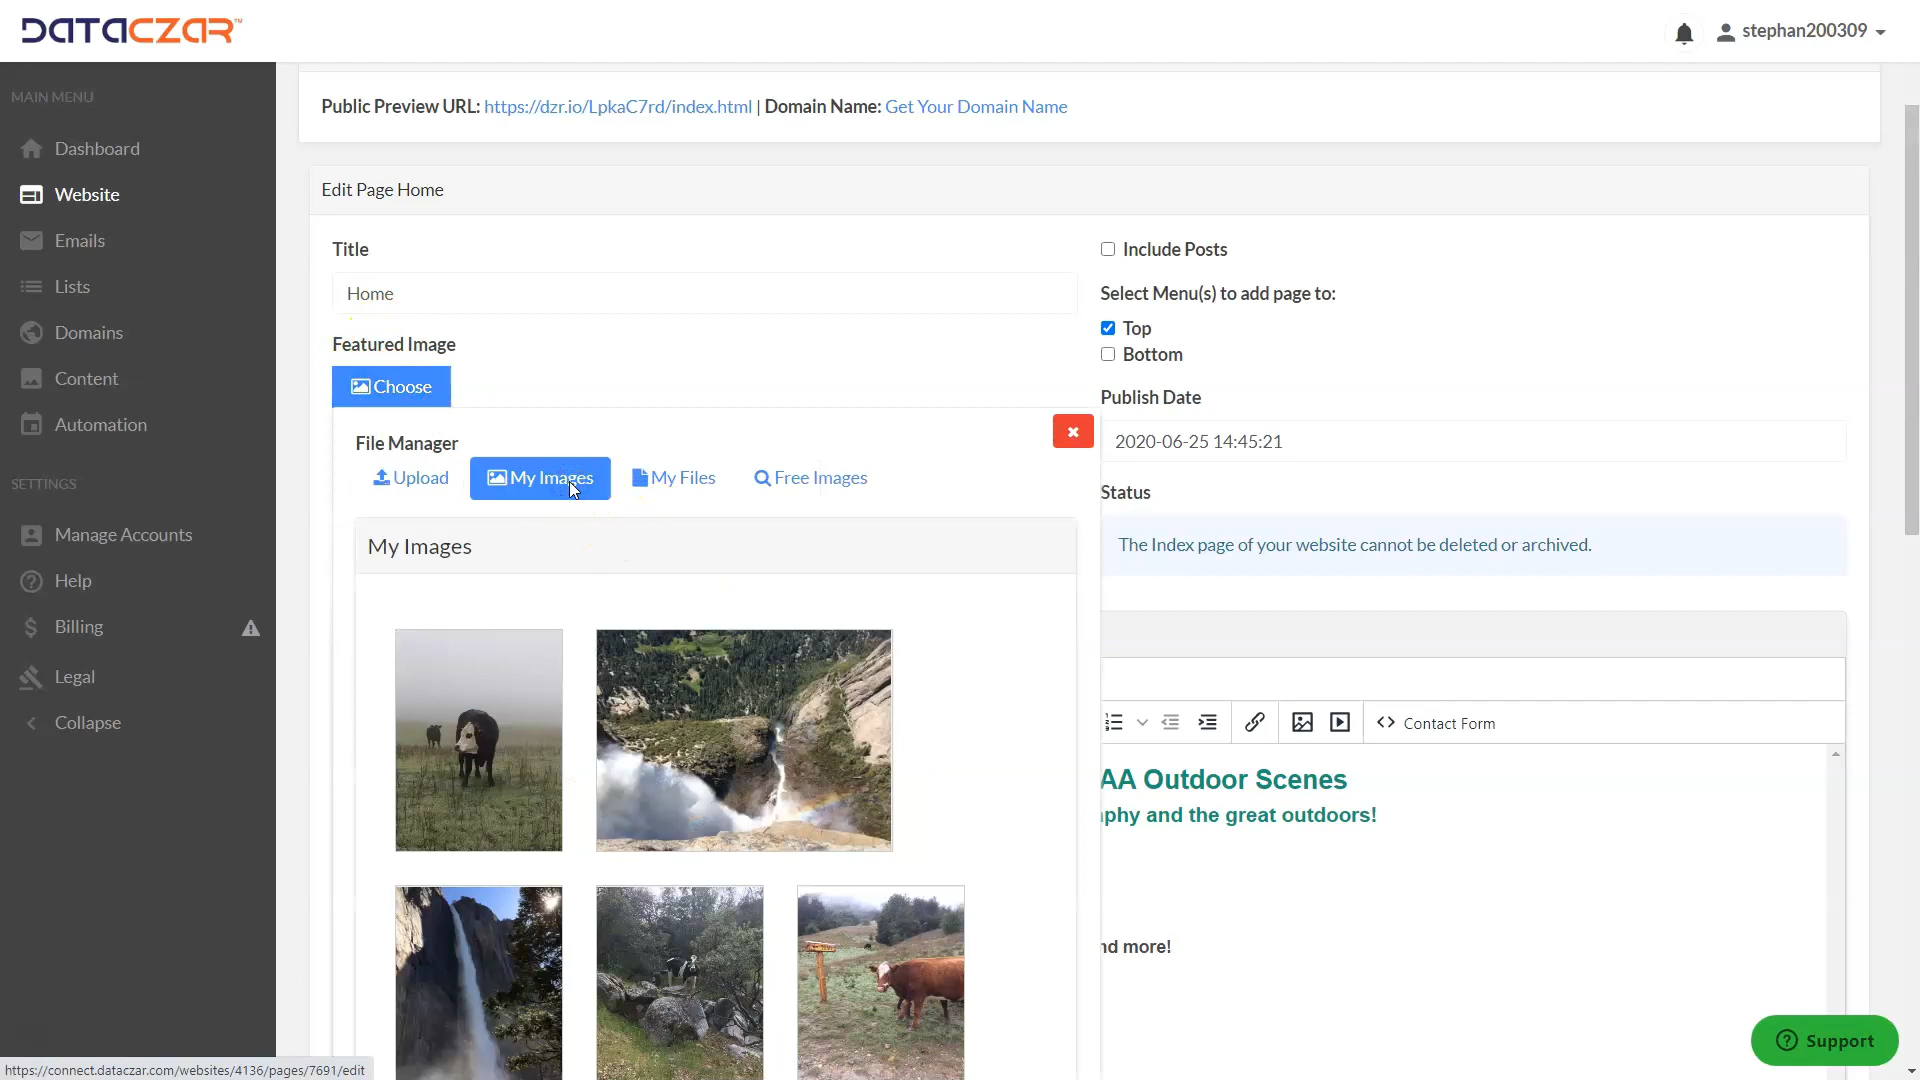 DATACZAR™
stephan200309
MAIN MENU
Dashboard
Website
Emails
Lists
Domains
Content
Automation
SETTINGS
Manage Accounts
Help
Billing
Legal
Collapse
Public Preview URL: https://dzr.io/LpkaC7rd/index.html | Domain Name: Get Your Domain Name
Edit Page Home
Title
Home
Featured Image
Choose
File Manager
Upload
My Images
My Files
Free Images
My Images
Include Posts
Select Menu(s) to add page to:
Top
Bottom
Publish Date
2020-06-25 14:45:21
Status
The Index page of your website cannot be deleted or archived.
Contact Form
AA Outdoor Scenes
and the great outdoors!
more!
Support
https://connect.dataczar.com/websites/4136/pages/7691/edit